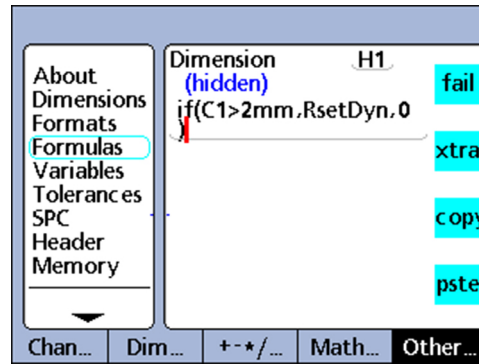 About
Dimensions
Formats
Formulas
Variables
Tolerances
SPC
Header
Memory
Dimension H1
(hidden)
if(C1>2mm,RsetDyn,0
)
fail
xtra
copy
pste
Chan... Dim... +-*/... Math... Other...